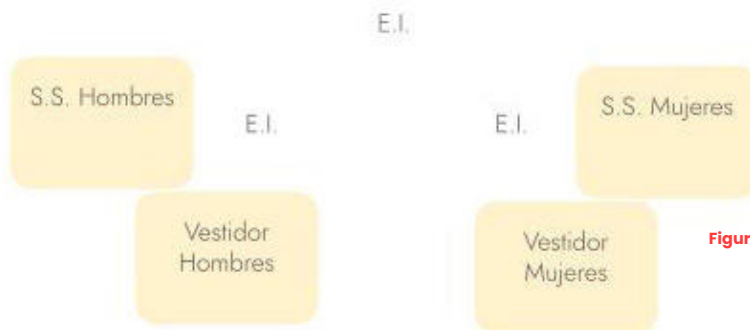 E.I.
S.S. Hombres
E.I.
E.I.
S.S. Mujeres
Vestidor
Hombres
Vestidor
Mujeres
Figur